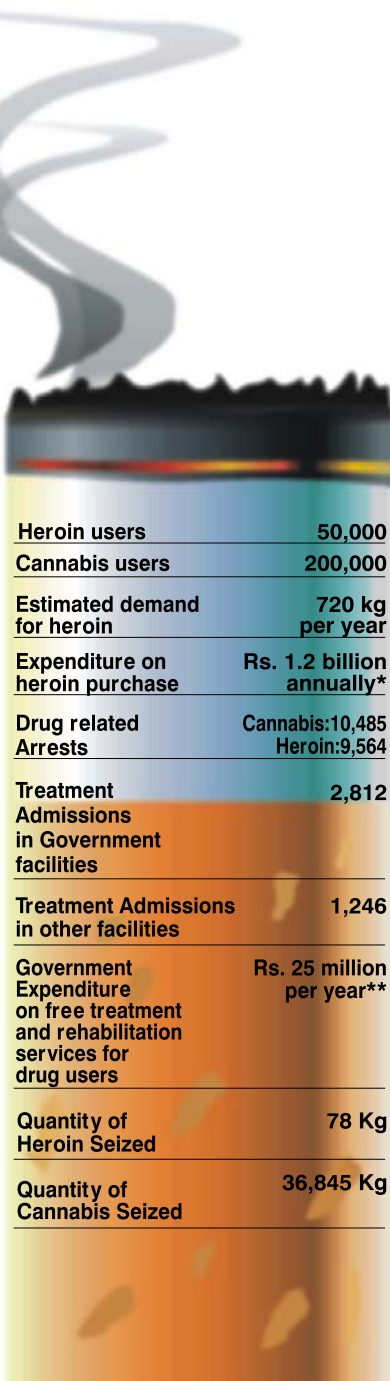 Heroin users 50,000
Cannabis users 200,000
Estimated demand 720 kg
for heroin per year
Expenditure on Rs. 1.2 billion
heroin purchase annually*
Drug related Cannabis:10,485
Arrests Heroin:9,564
Treatment 2,812
Admissions
in Government
facilities
Treatment Admissions 1,246
in other facilities
Government Rs. 25 million
Expenditure per year**
on free treatment
and rehabilitation
services for
drug users
Quantity of 78 Kg
Heroin Seized
Quantity of 36,845 Kg
Cannabis Seized